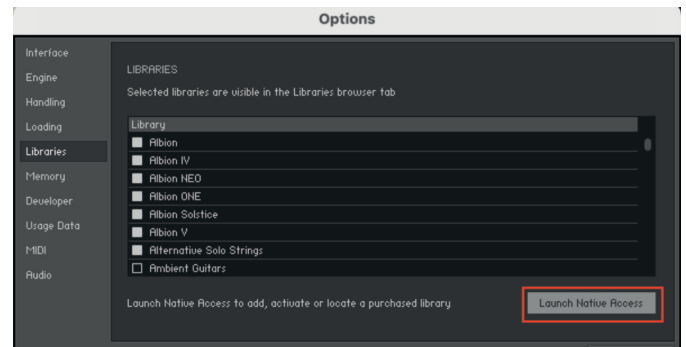 Options
Interface
Engine
Handling
Loading
Libraries
Memory
Developer
Usage Data
MIDI
Audio
LIBRARIES
Selected libraries are visible in the Libraries browser tab
Library
Albion
Albion IV
Albion NEO
Albion ONE
Albion Solstice
Albion V
Alternative Solo Strings
Ambient Guitars
Launch Native Access to add, activate or locate a purchased library
Launch Native Access